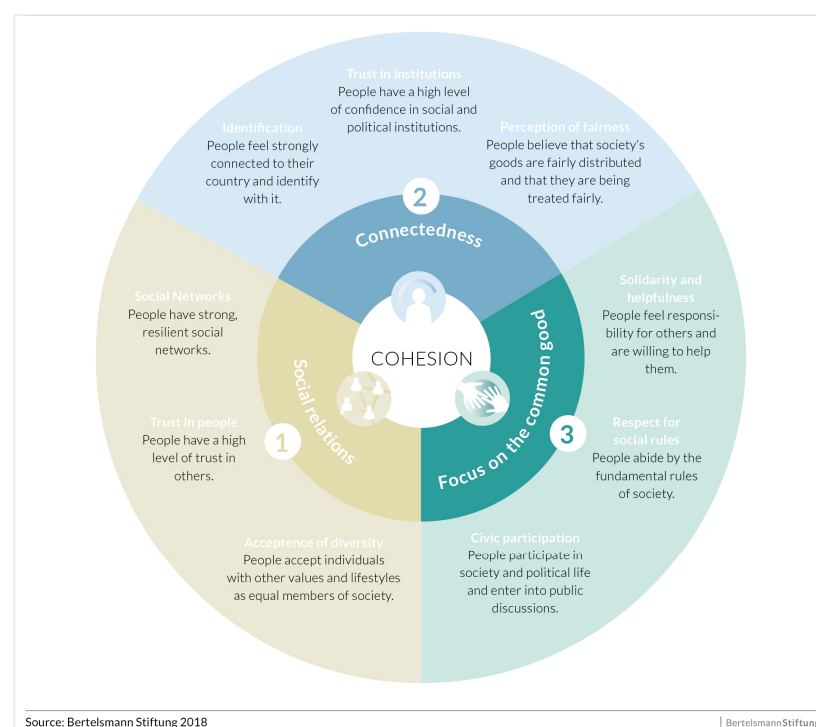 Trust in institutions
People have a high level
of confidence in social and
political institutions.
Identification
People feel strongly
connected to their
country and identify
with it.
Perception of fairness
People believe that society's
goods are fairly distributed
and that they are being
treated fairly.
2
Connectedness
Social Networks
People have strong,
resilient social
networks.
Trust in people
People have a high
level of trust in
others.
Acceptence of diversity
People accept individuals
with other values and lifestyles
as equal members of society.
1
Social relations
COHESION
Focus on the common good
3
Solidarity and
helpfulness
People feel responsi-
bility for others and
are willing to help
them.
Respect for
social rules
People abide by the
fundamental rules
of society.
Civic participation
People participate in
society and political life
and enter into public
discussions.
Source: Bertelsmann Stiftung 2018
BertelsmannStiftung